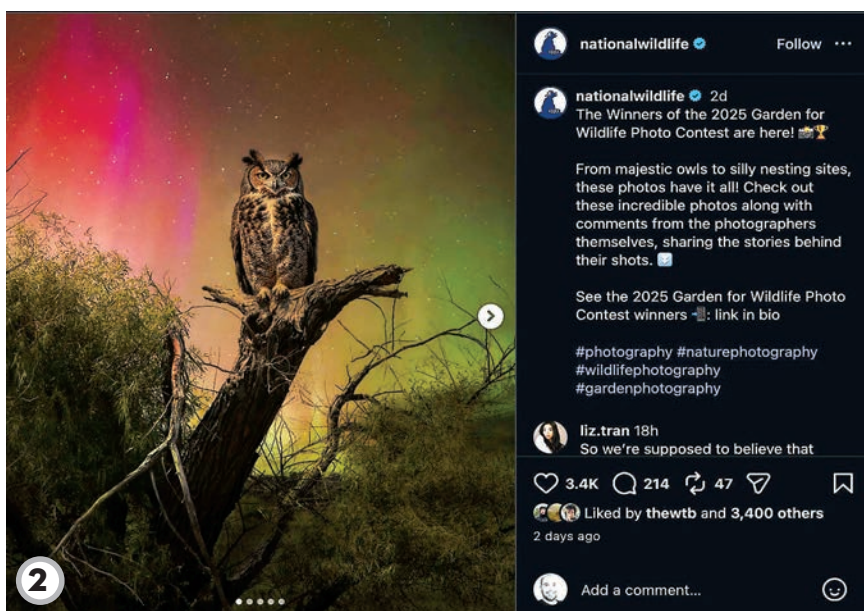 nationalwildlife
Follow
nationalwildlife 2d
The Winners of the 2025 Garden for
Wildlife Photo Contest are here! 📸🏆
From majestic owls to silly nesting sites,
these photos have it all! Check out
these incredible photos along with
comments from the photographers
themselves, sharing the stories behind
their shots.
See the 2025 Garden for Wildlife Photo
Contest winners 📲: link in bio
#photography #naturephotography
#wildlifephotography
#gardenphotography
liz.tran 18h
So we're supposed to believe that
3.4K 214 47
Liked by thewtb and 3,400 others
2 days ago
Add a comment...
2